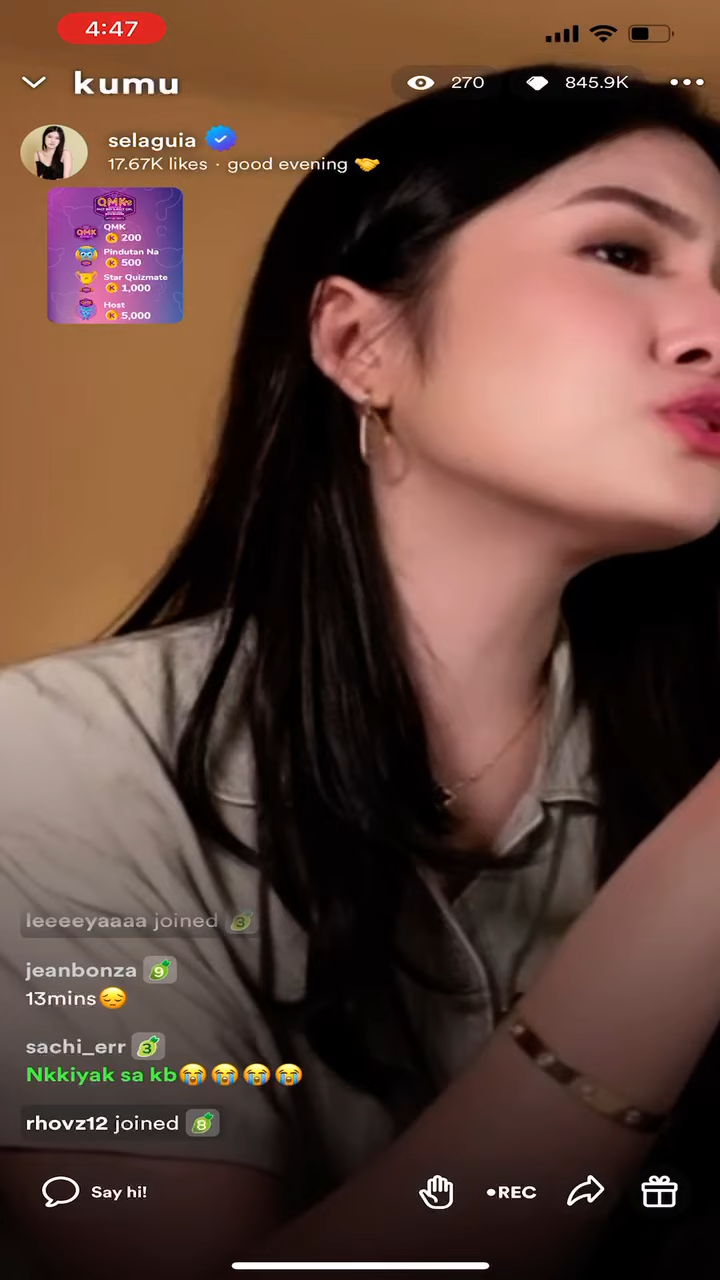 4:47
kumu
270
845.9K
selaguia
17.67K likes · good evening 🤝
QMKs
QMK
QMK
K 200
Pindutan Na
K 500
Star Quizmate
K 1,000
Host
K 5,000
leeeeyaaaa joined 3
jeanbonza 9
13mins😔
sachi_err 3
Nkkiyak sa kb😭😭😭😭
rhovz12 joined 8
Say hi!
•REC